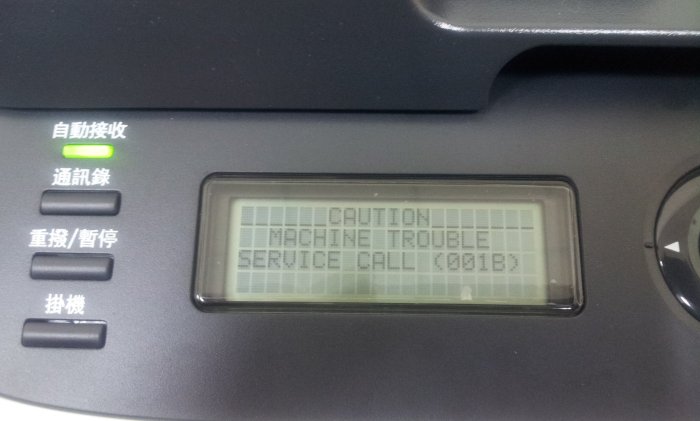 自動接收
通訊錄
重撥/暫停
掛機
CAUTION
MACHINE TROUBLE
SERVICE CALL (001B)